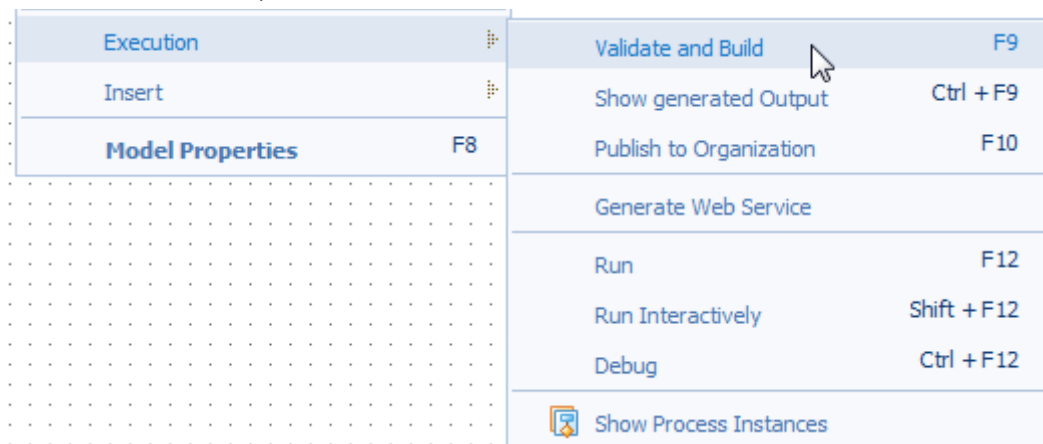 Execution
Insert
Model Properties F8
Validate and Build F9
Show generated Output Ctrl + F9
Publish to Organization F10
Generate Web Service
Run F12
Run Interactively Shift + F12
Debug Ctrl + F12
Show Process Instances